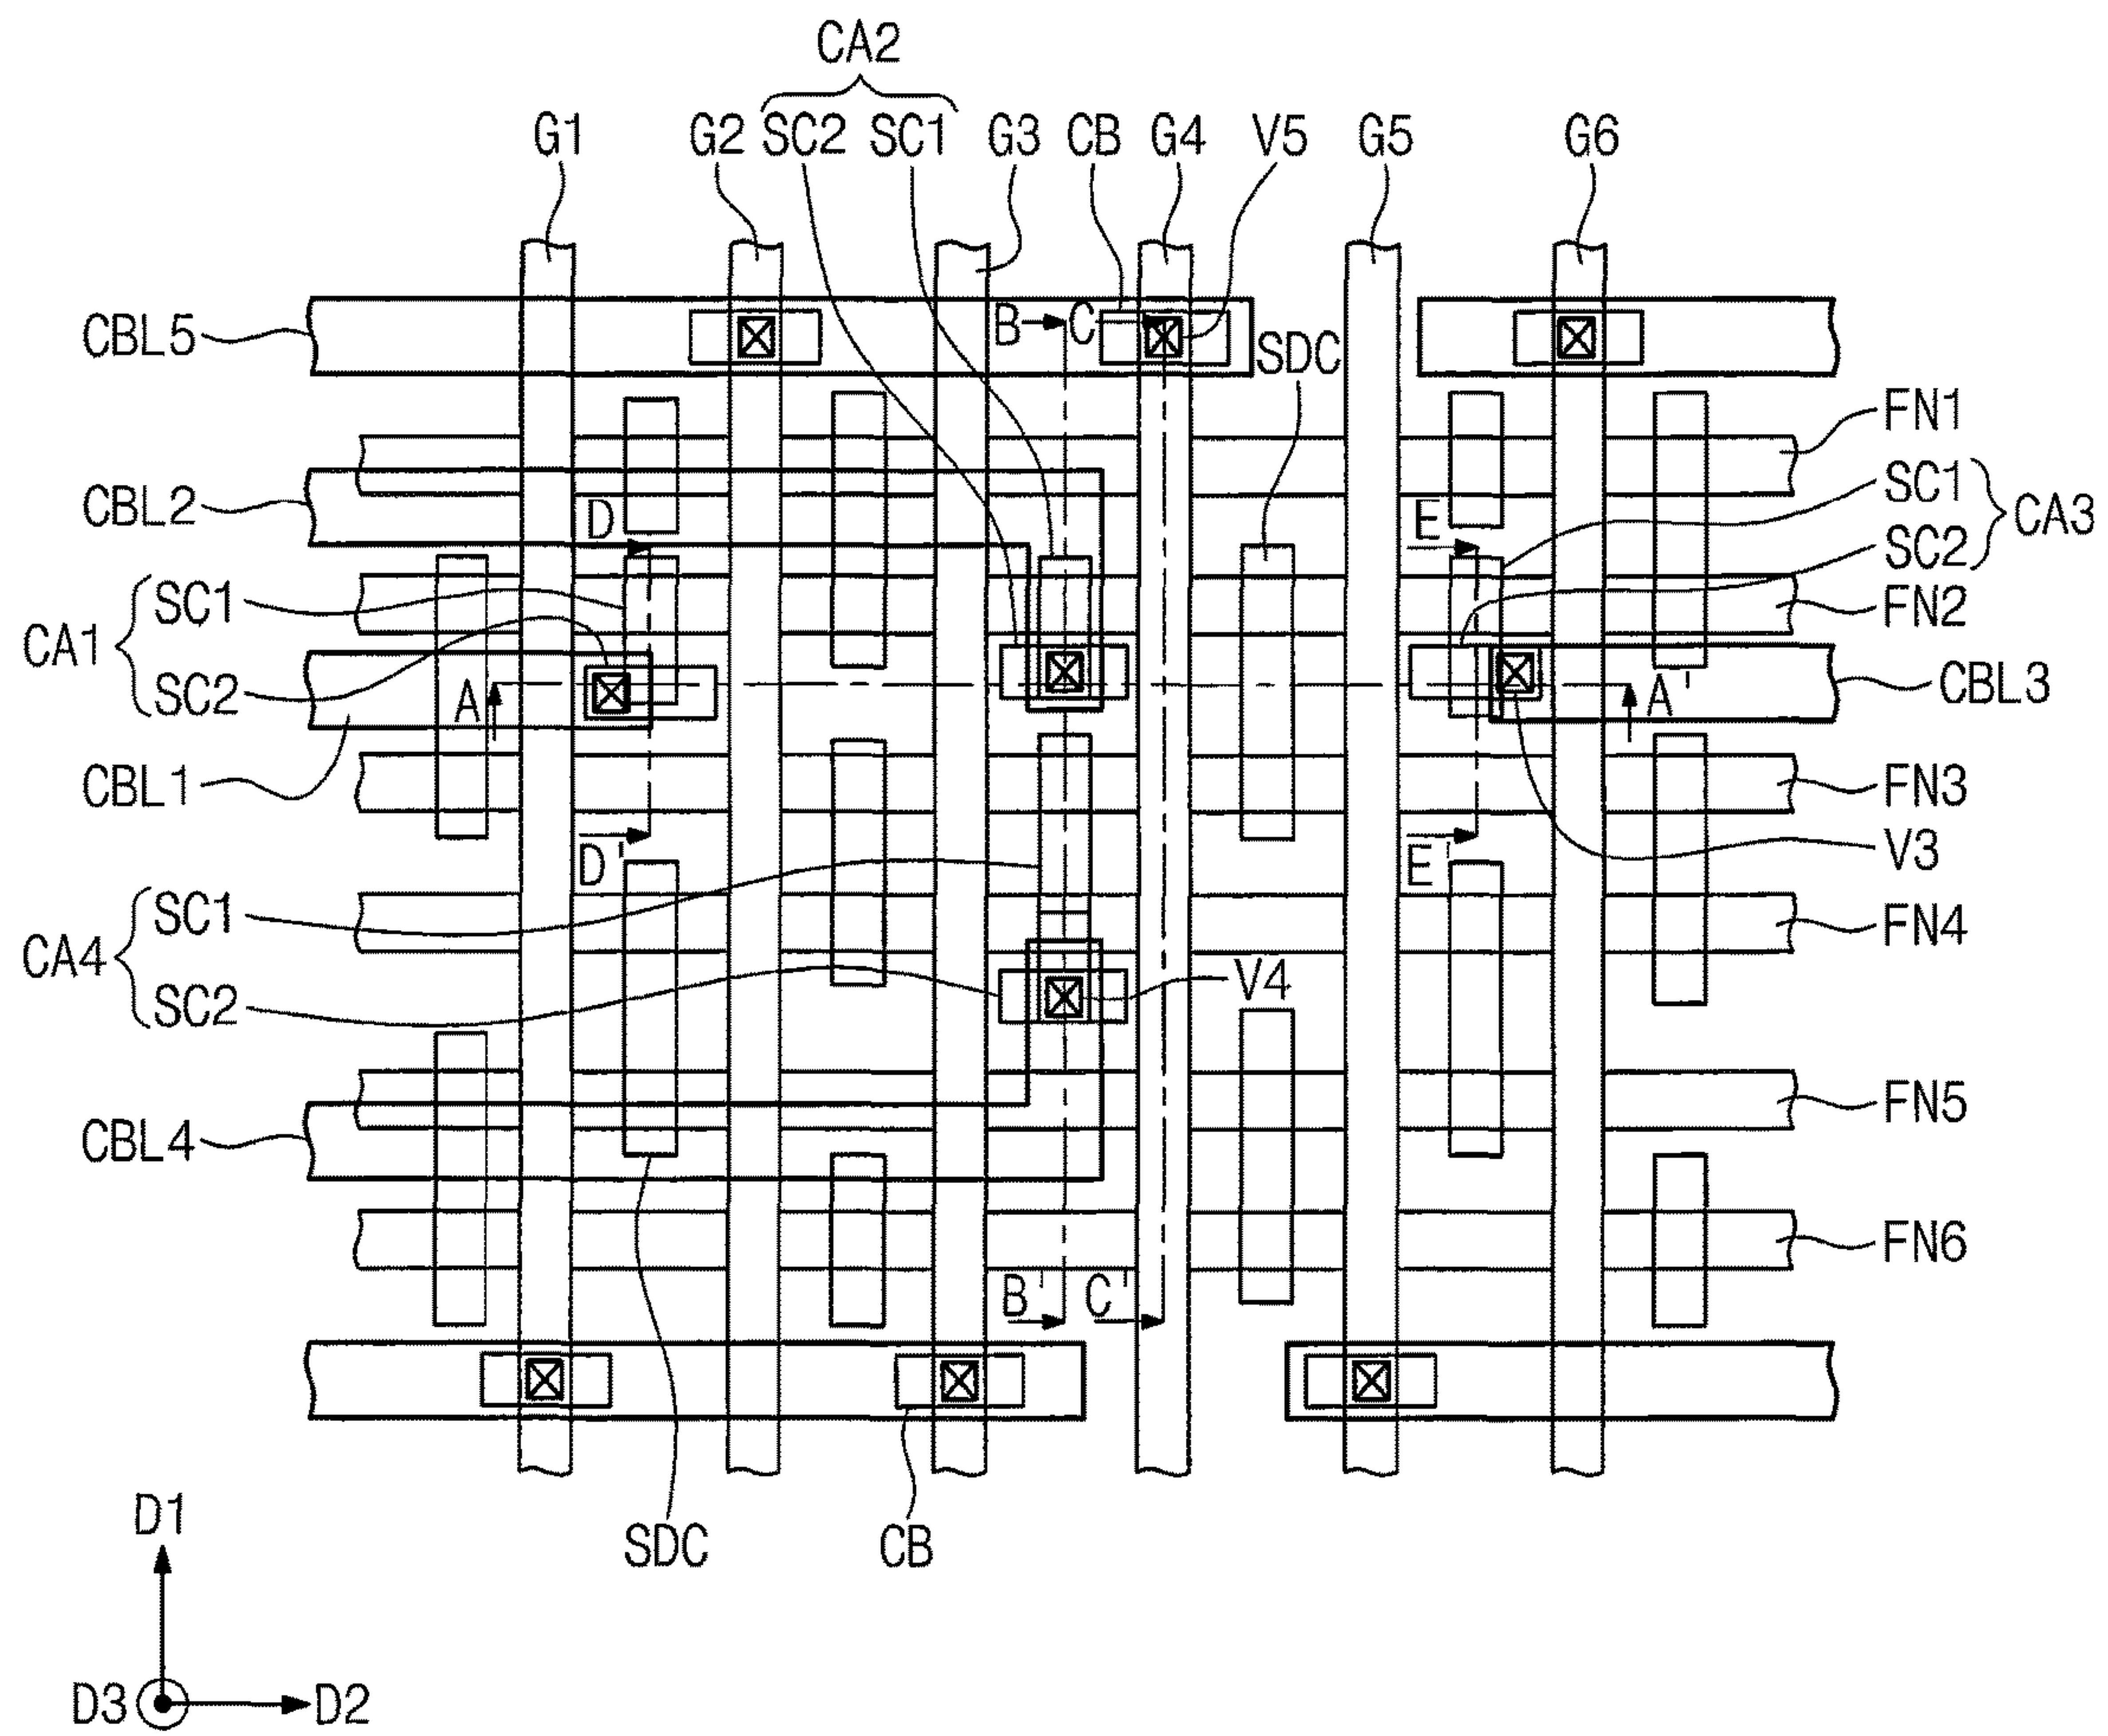 CA2
G1 G2 SC2 SC1 G3 CB G4 V5 G5 G6
CBL5 B C SDC
FN1
CBL2 D E SC1 CA3
SC2
CA1 SC1 FN2
SC2 A A' CBL3
CBL1 FN3
D' E' V3
CA4 SC1 FN4
SC2 V4
CBL4 FN5
FN6
B' C'
D1 SDC CB
D3 D2